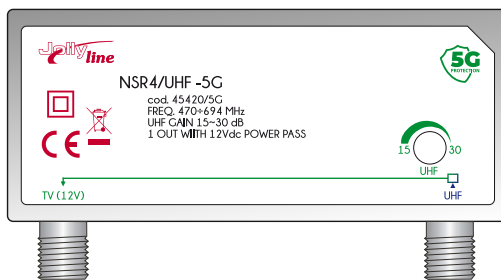 Jolly line
5G
PROTECTION
NSR4/UHF -5G
cod. 45420/5G
FREQ. 470÷694 MHz
UHF GAIN 15~30 dB
1 OUT WITH 12Vdc POWER PASS
CE
15 30
UHF
TV (12V)
UHF